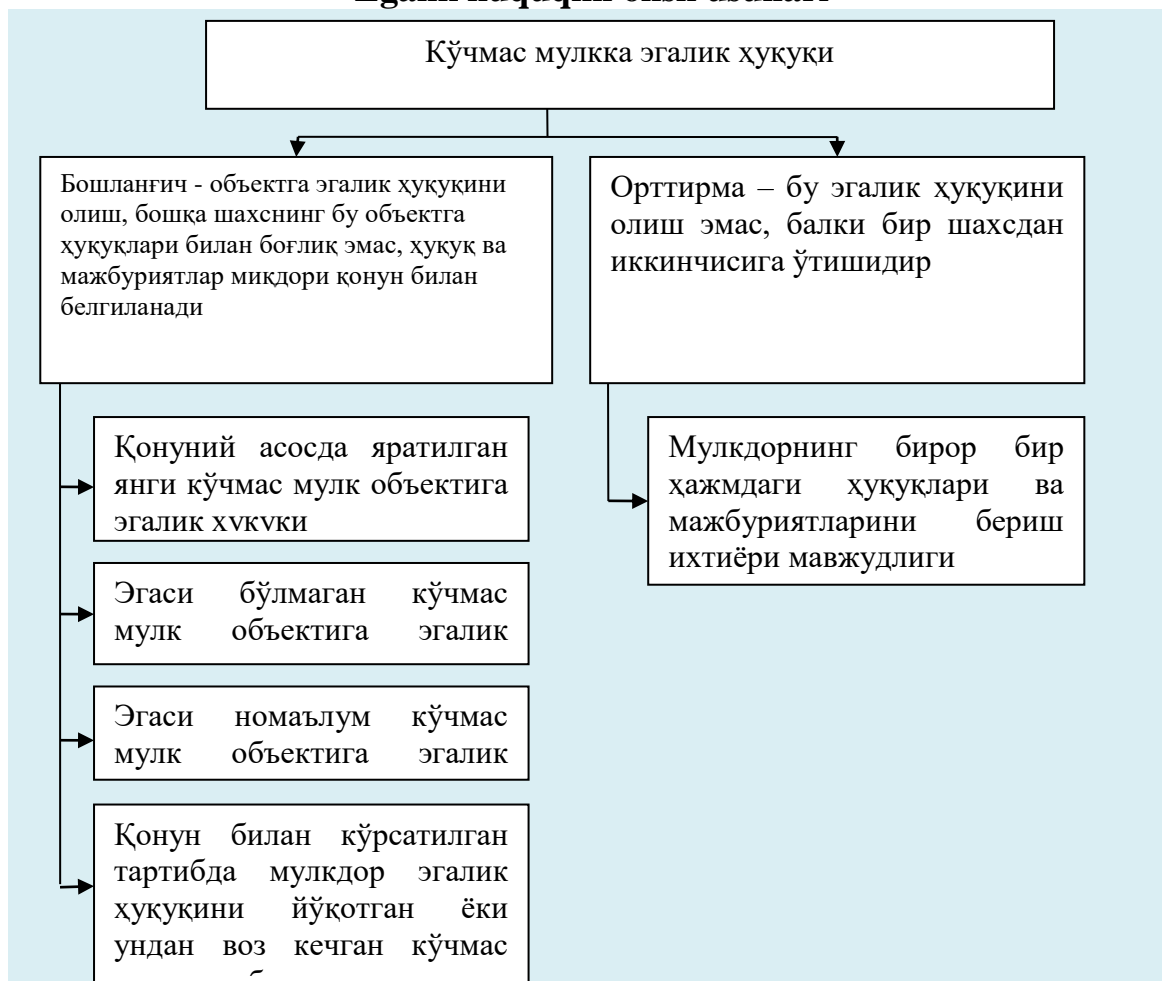 Кўчмас мулкка эгалик ҳуқуқи
Бошланғич - объектга эгалик ҳуқуқини
олиш, бошқа шахснинг бу объектга
ҳуқуқлари билан боғлиқ эмас, ҳуқуқ ва
мажбуриятлар миқдори қонун билан
белгиланади
Орттирма – бу эгалик ҳуқуқини
олиш эмас, балки бир шахсдан
иккинчисига ўтишидир
Қонуний асосда яратилган
янги кўчмас мулк объектига
эгалик ҳуқуқи
Эгаси бўлмаган кўчмас
мулк объектига эгалик
Эгаси номаълум кўчмас
мулк объектига эгалик
Қонун билан кўрсатилган
тартибда мулкдор эгалик
ҳуқуқини йўқотган ёки
ундан воз кечган кўчмас
Мулкдорнинг бирор бир
ҳажмдаги ҳуқуқлари ва
мажбуриятларини бериш
ихтиёри мавжудлиги